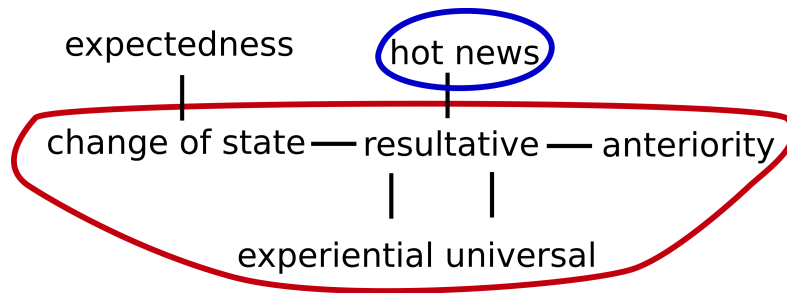 expectedness hot news
change of state resultative anteriority
experiential universal